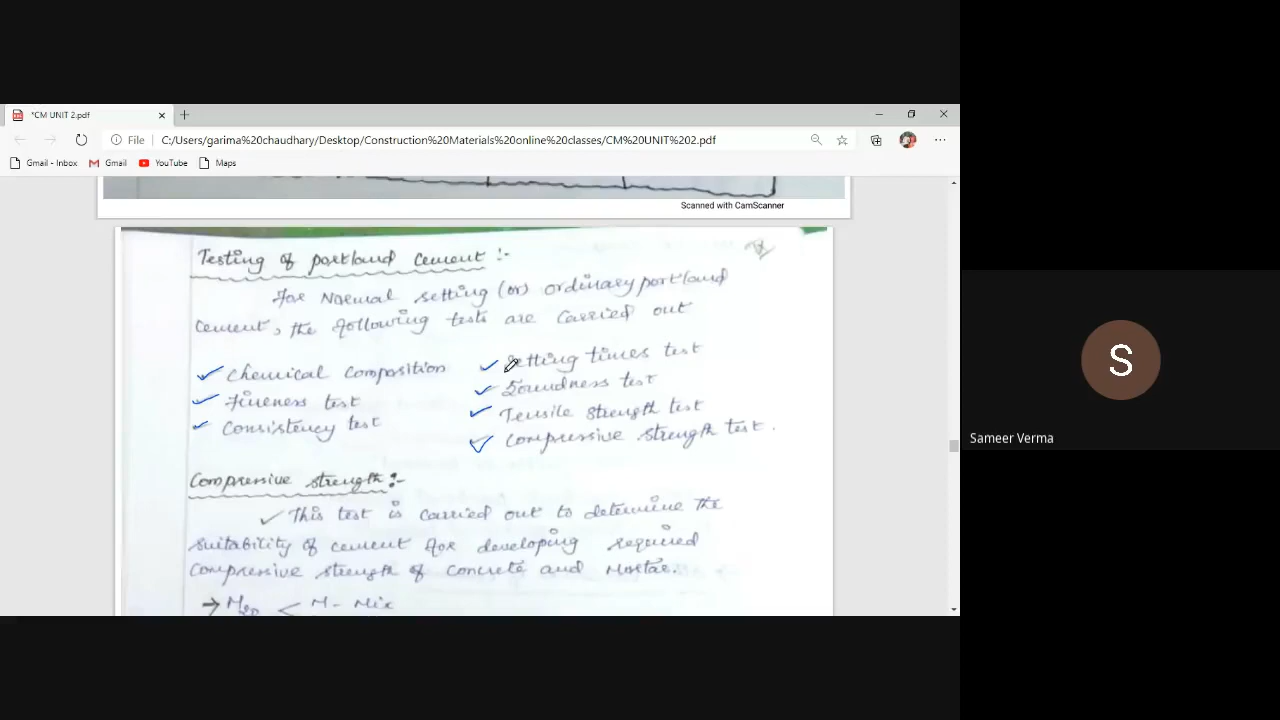 *CM UNIT 2.pdf
File
C:/Users/garima%20chaudhary/Desktop/Construction%20Materials%20online%20classes/CM%20UNIT%202.pdf
Gmail - Inbox
Gmail
YouTube
Maps
Scanned with CamScanner
Testing of portland cement :-
For Normal setting (or) ordinary portland
cement, the following tests are carried out
Chemical composition
Fineness test
Consistency test
Setting times test
Soundness test
Tensile strength test
Compressive strength test.
Compressive strength :-
This test is carried out to determine the
suitability of cement for developing required
compressive strength of concrete and Mortar.
→ M20 < M - Mix
S
Sameer Verma